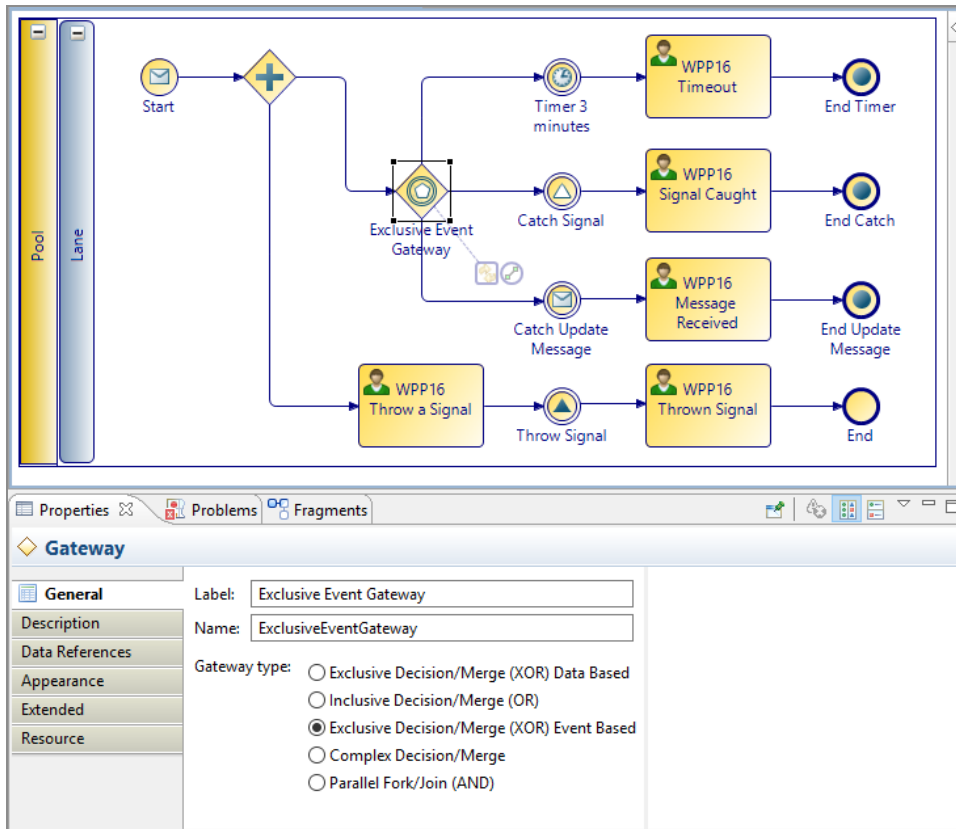 Pool
Lane
Start
Exclusive Event
Gateway
Timer 3
minutes
WPP16
Timeout
End Timer
Catch Signal
WPP16
Signal Caught
End Catch
Catch Update
Message
WPP16
Message
Received
End Update
Message
WPP16
Throw a Signal
Throw Signal
WPP16
Thrown Signal
End
Properties
Problems
Fragments
Gateway
General
Description
Data References
Appearance
Extended
Resource
Label: Exclusive Event Gateway
Name: ExclusiveEventGateway
Gateway type:
Exclusive Decision/Merge (XOR) Data Based
Inclusive Decision/Merge (OR)
Exclusive Decision/Merge (XOR) Event Based
Complex Decision/Merge
Parallel Fork/Join (AND)